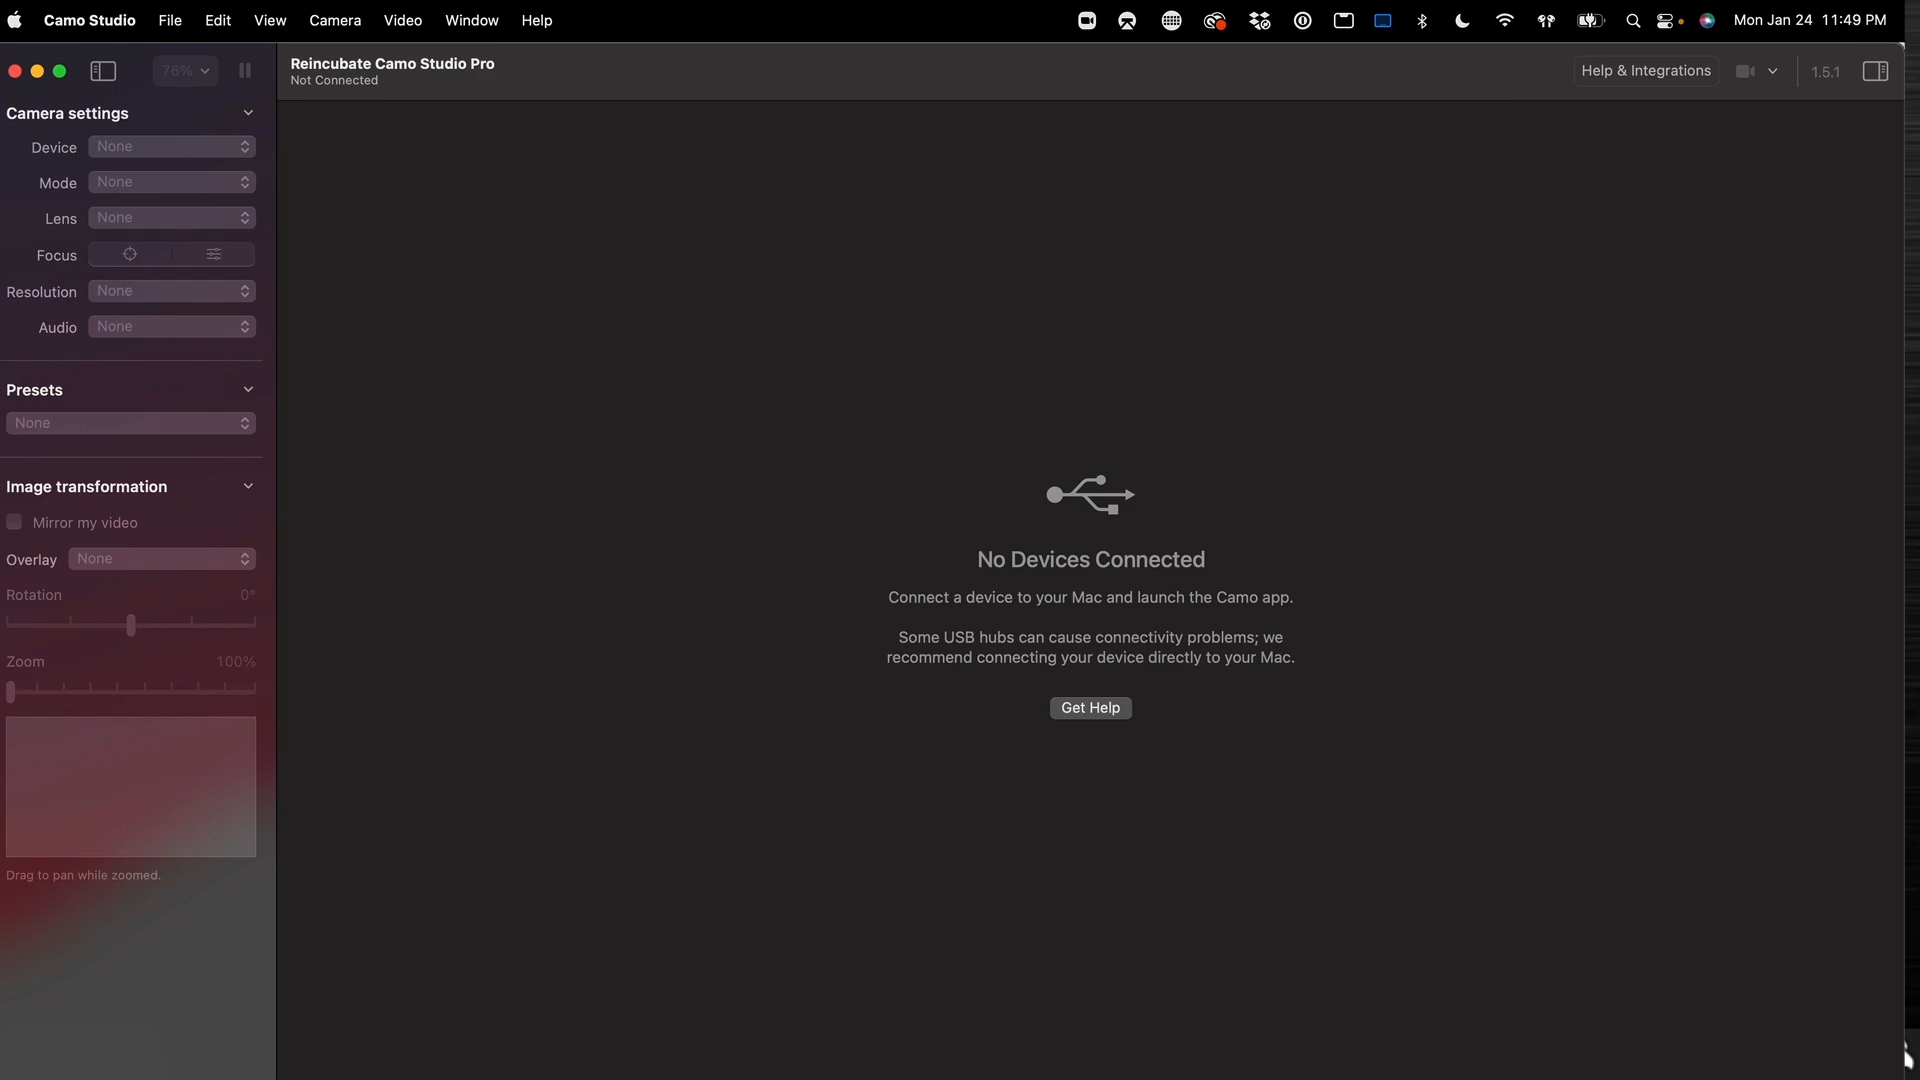 Camo Studio File Edit View Camera Video Window Help Mon Jan 24 11:49 PM
76%
Reincubate Camo Studio Pro
Not Connected
Help & Integrations 1.5.1
Camera settings
Device None
Mode None
Lens None
Focus
Resolution None
Audio None
Presets
None
Image transformation
Mirror my video
Overlay None
Rotation 0°
Zoom 100%
Drag to pan while zoomed.
No Devices Connected
Connect a device to your Mac and launch the Camo app.
Some USB hubs can cause connectivity problems; we
recommend connecting your device directly to your Mac.
Get Help